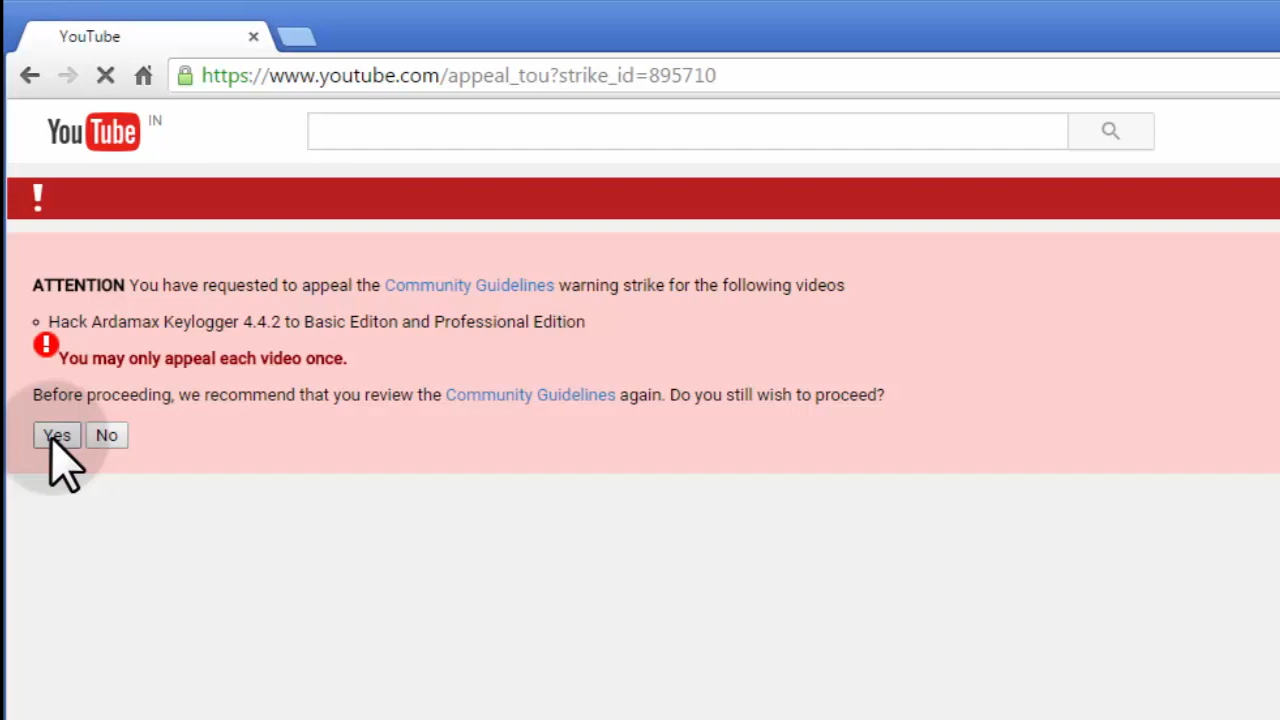 YouTube
https://www.youtube.com/appeal_tou?strike_id=895710
YouTube IN
ATTENTION You have requested to appeal the Community Guidelines warning strike for the following videos
Hack Ardamax Keylogger 4.4.2 to Basic Editon and Professional Edition
You may only appeal each video once.
Before proceeding, we recommend that you review the Community Guidelines again. Do you still wish to proceed?
Yes No